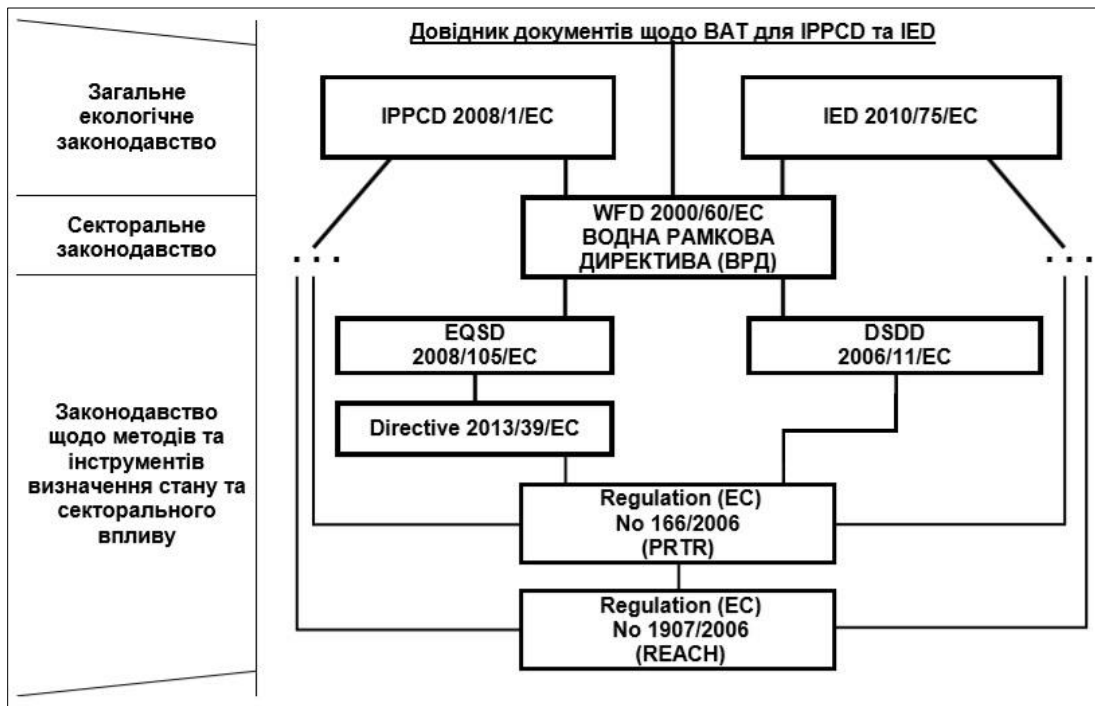 Довідник документів щодо ВАТ для IPPCD та IED
Загальне
екологічне
законодавство
IPPCD 2008/1/EC
IED 2010/75/EC
Секторальне
законодавство
WFD 2000/60/EC
ВОДНА РАМКОВА
ДИРЕКТИВА (ВРД)
. . .
. . .
EQSD
2008/105/EC
DSDD
2006/11/EC
Законодавство
щодо методів та
інструментів
визначення стану та
секторального
впливу
Directive 2013/39/EC
Regulation (EC)
No 166/2006
(PRTR)
Regulation (EC)
No 1907/2006
(REACH)